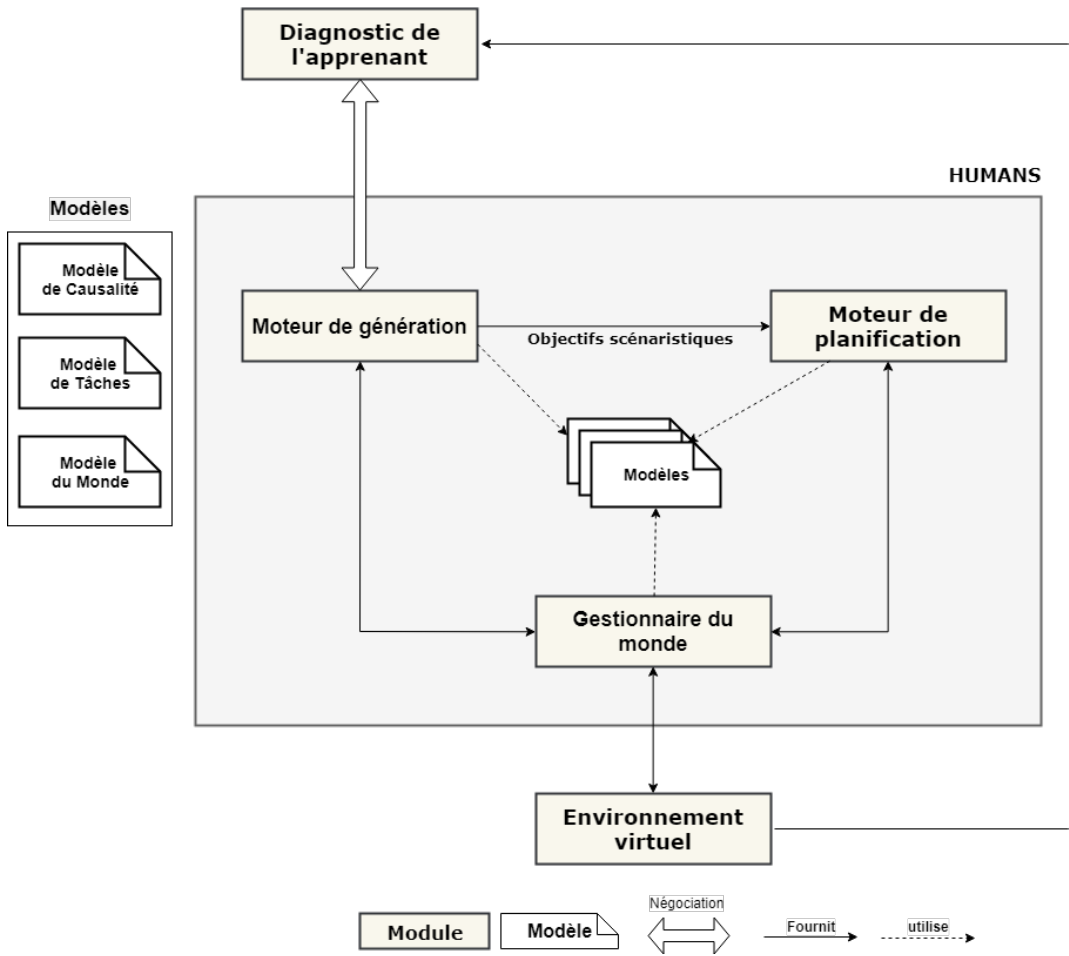 Diagnostic de
l'apprenant
HUMANS
Modèles
Modèle
de Causalité
Modèle
de Tâches
Modèle
du Monde
Moteur de génération
Objectifs scénaristiques
Moteur de
planification
Modèles
Gestionnaire du
monde
Environnement
virtuel
Module
Modèle
Négociation
Fournit
utilise